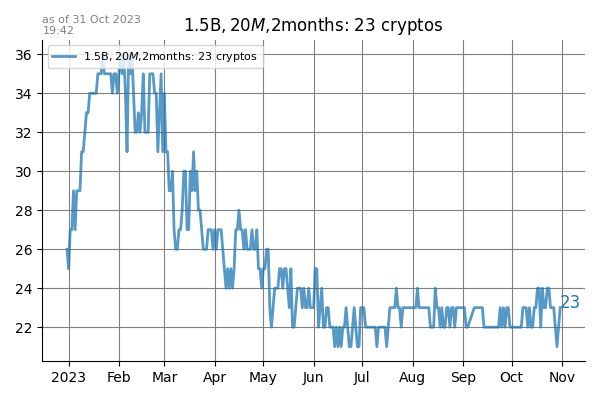 as of 31 Oct 2023
19:42
1.5B, 20M,2months: 23 cryptos
1.5B, 20M,2months: 23 cryptos
36
34
32
30
28
26
24
22
23
2023 Feb Mar Apr May Jun Jul Aug Sep Oct Nov